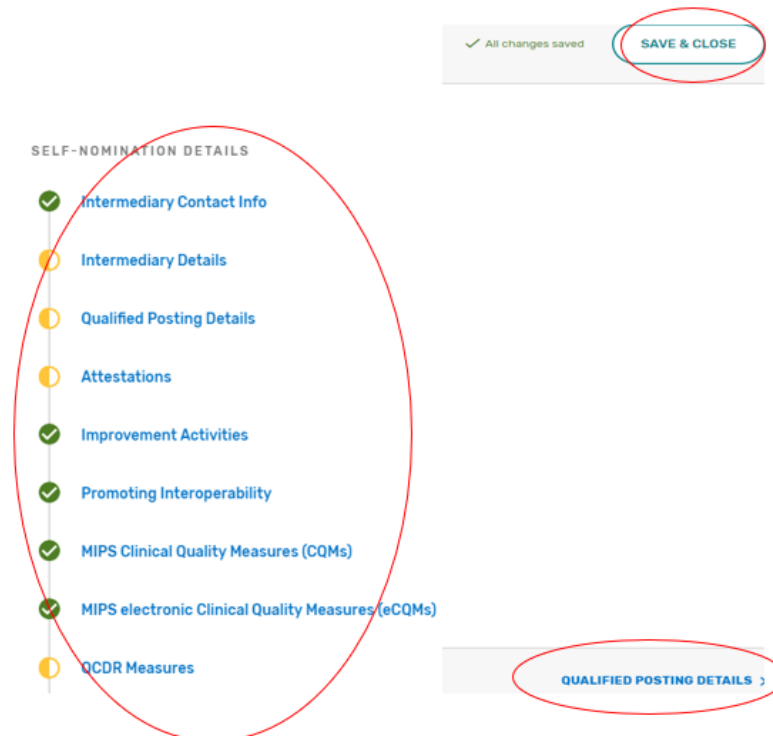 All changes saved
SAVE & CLOSE
SELF-NOMINATION DETAILS
Intermediary Contact Info
Intermediary Details
Qualified Posting Details
Attestations
Improvement Activities
Promoting Interoperability
MIPS Clinical Quality Measures (CQMs)
MIPS electronic Clinical Quality Measures (eCQMs)
QCDR Measures
QUALIFIED POSTING DETAILS